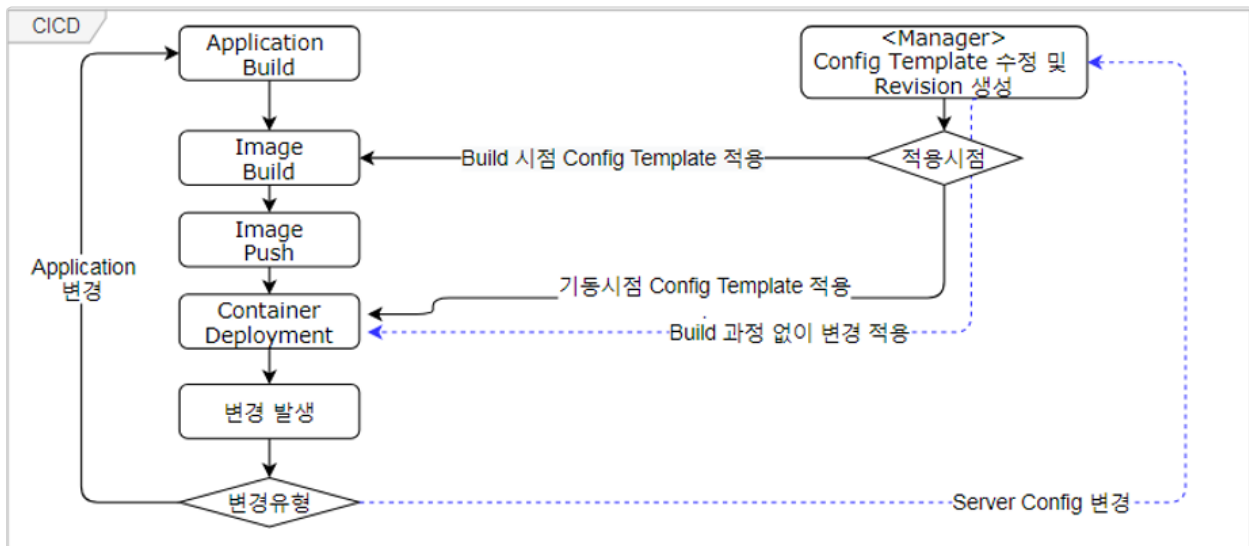 CICD
Application
Build
<Manager>
Config Template 수정 및
Revision 생성
Image
Build
Build 시점 Config Template 적용
적용시점
Image
Push
Application
변경
기동시점 Config Template 적용
Container
Deployment
Build 과정 없이 변경 적용
변경 발생
변경유형
Server Config 변경